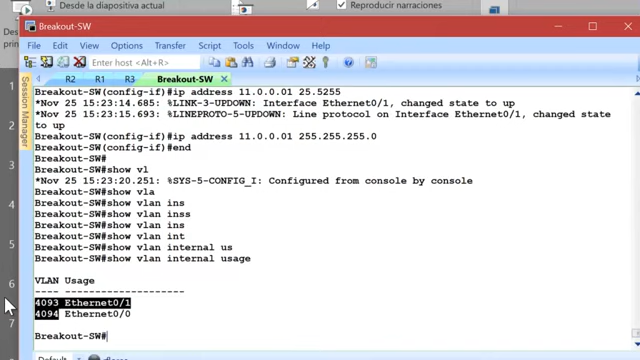 Desde la diapositiva actual
Reproducir narraciones
Breakout-SW
File Edit View Options Transfer Script Tools Window Help
Enter host <Alt+R>
R2 R1 R3 Breakout-SW
Session Manager
Breakout-SW(config-if)#ip address 11.0.0.01 25.5255
*Nov 25 15:23:14.685: %LINK-3-UPDOWN: Interface Ethernet0/1, changed state to up
*Nov 25 15:23:15.693: %LINEPROTO-5-UPDOWN: Line protocol on Interface Ethernet0/1, changed state
to up
Breakout-SW(config-if)#ip address 11.0.0.01 255.255.255.0
Breakout-SW(config-if)#end
Breakout-SW#
Breakout-SW#show vl
*Nov 25 15:23:20.251: %SYS-5-CONFIG_I: Configured from console by console
Breakout-SW#show vla
Breakout-SW#show vlan ins
Breakout-SW#show vlan inss
Breakout-SW#show vlan ins
Breakout-SW#show vlan int
Breakout-SW#show vlan internal us
Breakout-SW#show vlan internal usage
VLAN Usage
---- --------------------
4093 Ethernet0/1
4094 Ethernet0/0
Breakout-SW#
1
2
3
4
5
6
7
Default